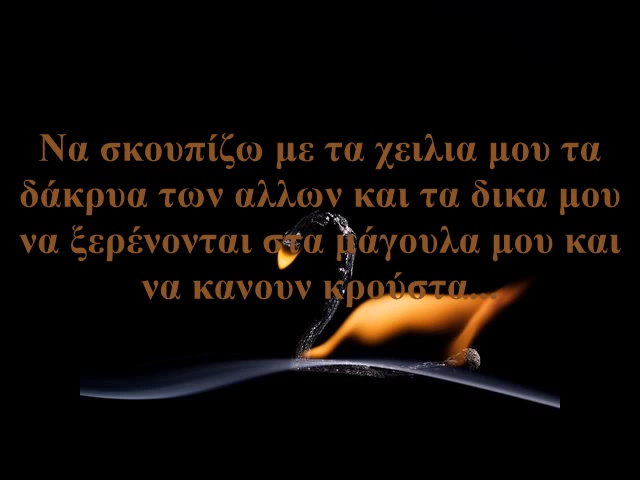 Να σκουπίζω με τα χειλια μου τα
δάκρυα των αλλων και τα δικα μου
να ξερένονται στα μάγουλα μου και
να κανουν κρούστα...